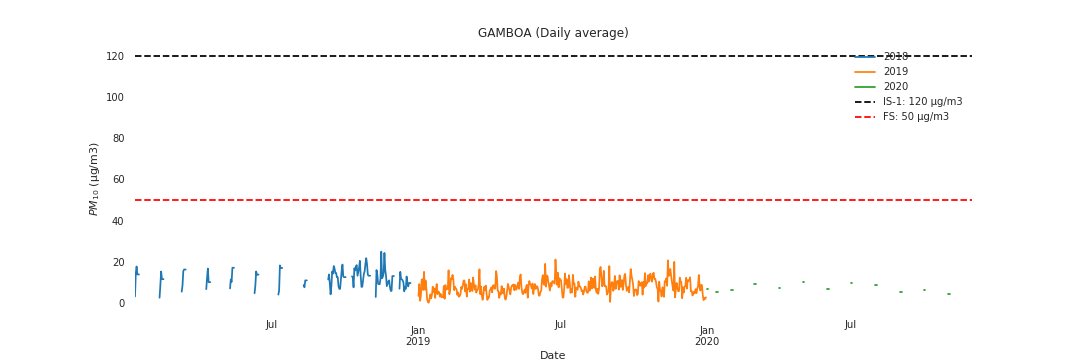 GAMBOA (Daily average)
2018
2019
2020
IS-1: 120 µg/m3
FS: 50 µg/m3
PM10 (µg/m3)
120
100
80
60
40
20
0
Jul
Jan
2019
Jul
Jan
2020
Jul
Date